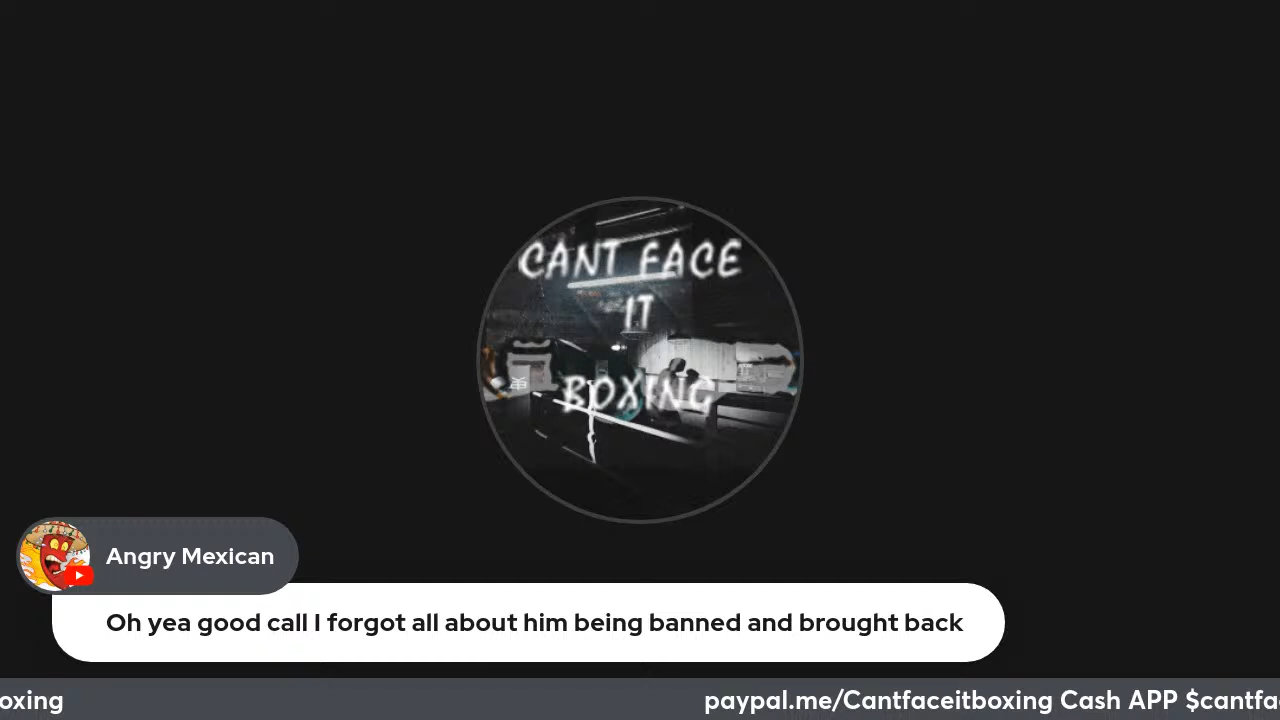 CANT FACE
IT
BOXING
Angry Mexican
Oh yea good call I forgot all about him being banned and brought back
oxing paypal.me/Cantfaceitboxing Cash APP $cantfa